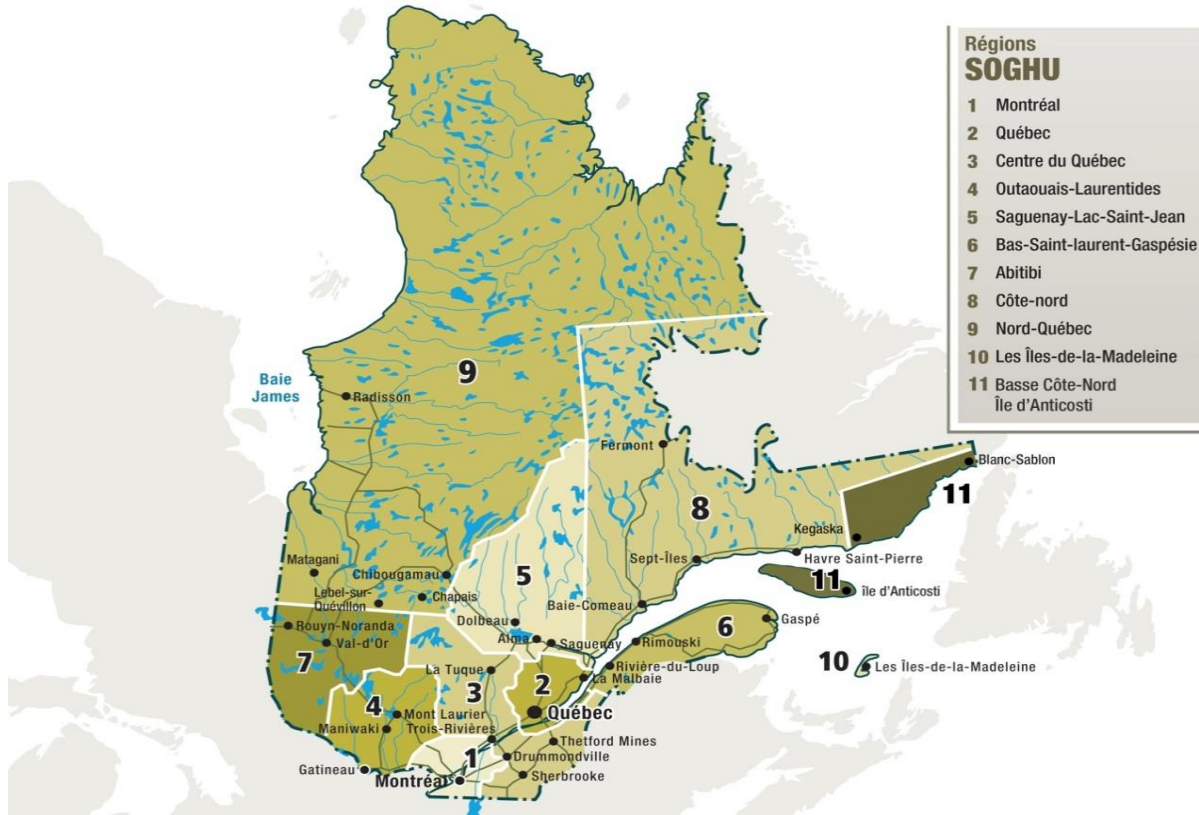 Régions
SOGHU
1 Montréal
2 Québec
3 Centre du Québec
4 Outaouais-Laurentides
5 Saguenay-Lac-Saint-Jean
6 Bas-Saint-laurent-Gaspésie
7 Abitibi
8 Côte-nord
9 Nord-Québec
10 Les Îles-de-la-Madeleine
11 Basse Côte-Nord
Île d'Anticosti
Baie
James
9
Radisson
Fermont
Blanc-Sablon
11
8
Kegaska
Matagani
Chibougamau
Sept-Îles
Havre Saint-Pierre
5
11
île d'Anticosti
Lebel-sur-
Quévillon
Chapais
Baie-Comeau
Rouyn-Noranda
Dolbeau
Gaspé
6
Val-d'Or
Alma
Saguenay
Rimouski
7
La Tuque
Rivière-du-Loup
La Malbaie
10
Les Îles-de-la-Madeleine
3
2
4
Mont Laurier
Québec
Maniwaki
Trois-Rivières
Thetford Mines
1
Drummondville
Gatineau
Montréal
Sherbrooke